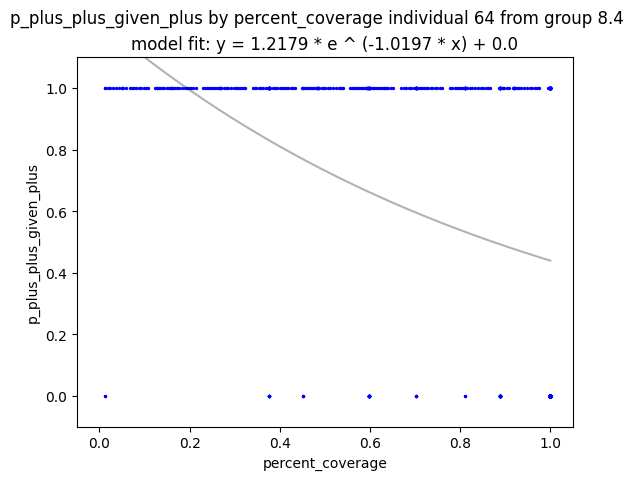 p_plus_plus_given_plus by percent_coverage individual 64 from group 8.4
model fit: y = 1.2179 * e ^ (-1.0197 * x) + 0.0
1.0
0.8
0.6
0.4
0.2
0.0
p_plus_plus_given_plus
0.0 0.2 0.4 0.6 0.8 1.0
percent_coverage